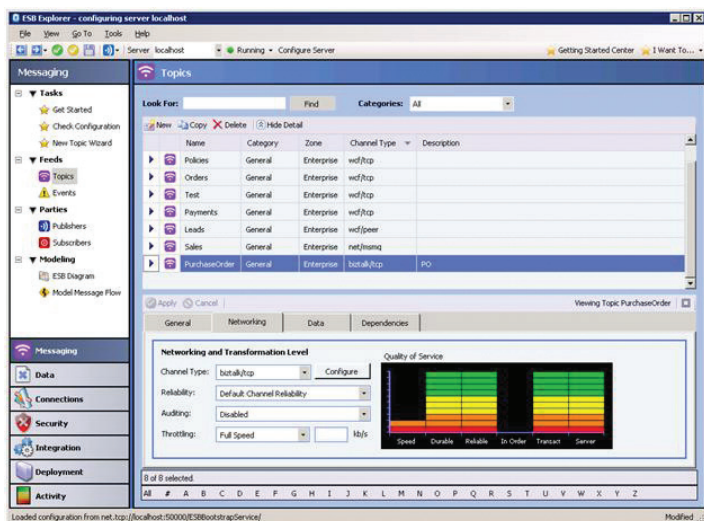 ESB Explorer - configuring server localhost
File View Go To Tools Help
Server localhost Running - Configure Server Getting Started Center I Want To...
Messaging
Topics
Tasks
Get Started
Check Configuration
New Topic Wizard
Feeds
Topics
Events
Parties
Publishers
Subscribers
Modeling
ESB Diagram
Model Message Flow
Messaging
Data
Connections
Security
Integration
Deployment
Activity
Look For: Find Categories: All
New Copy Delete Hide Detail
Name Category Zone Channel Type Description
Policies General Enterprise wcf/tcp
Orders General Enterprise wcf/tcp
Test General Enterprise wcf/tcp
Payments General Enterprise wcf/tcp
Leads General Enterprise wcf/peer
Sales General Enterprise net/msmq
PurchaseOrder General Enterprise biztalk/tcp PO
Apply Cancel Viewing Topic PurchaseOrder
General Networking Data Dependencies
Networking and Transformation Level
Channel Type: biztalk/tcp Configure
Reliability: Default Channel Reliability
Auditing: Disabled
Throttling: Full Speed kb/s
Quality of Service
Speed Durable Reliable In Order Transact Server
8 of 8 selected.
All # A B C D E F G H I J K L M N O P Q R S T U V W X Y Z
Loaded configuration from net.tcp://localhost:50000/ESBBootstrapService/ Modified